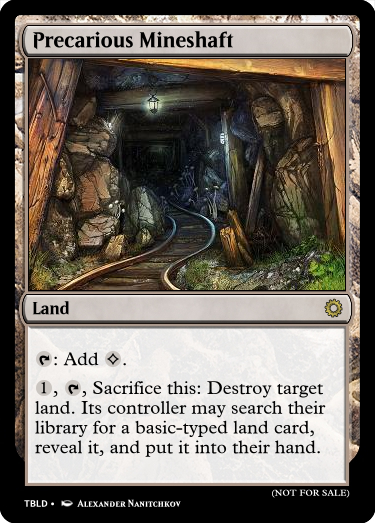 Precarious Mineshaft
Land
: Add .
1, , Sacrifice this: Destroy target
land. Its controller may search their
library for a basic-typed land card,
reveal it, and put it into their hand.
(NOT FOR SALE)
TBLD • Alexander Nanitchkov